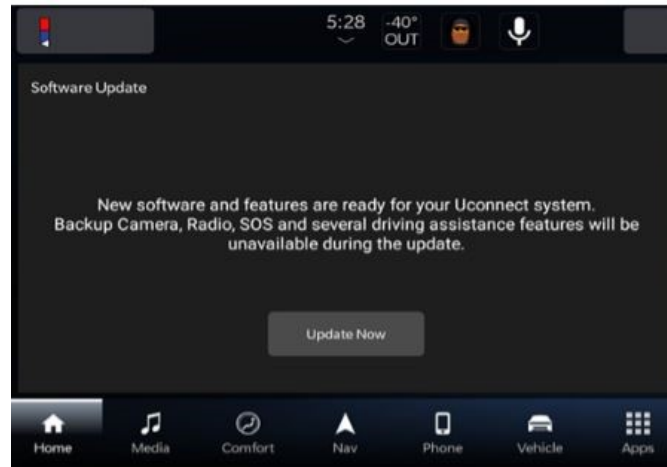 5:28 -40°
OUT
Software Update
New software and features are ready for your Uconnect system.
Backup Camera, Radio, SOS and several driving assistance features will be
unavailable during the update.
Update Now
Home Media Comfort Nav Phone Vehicle Apps